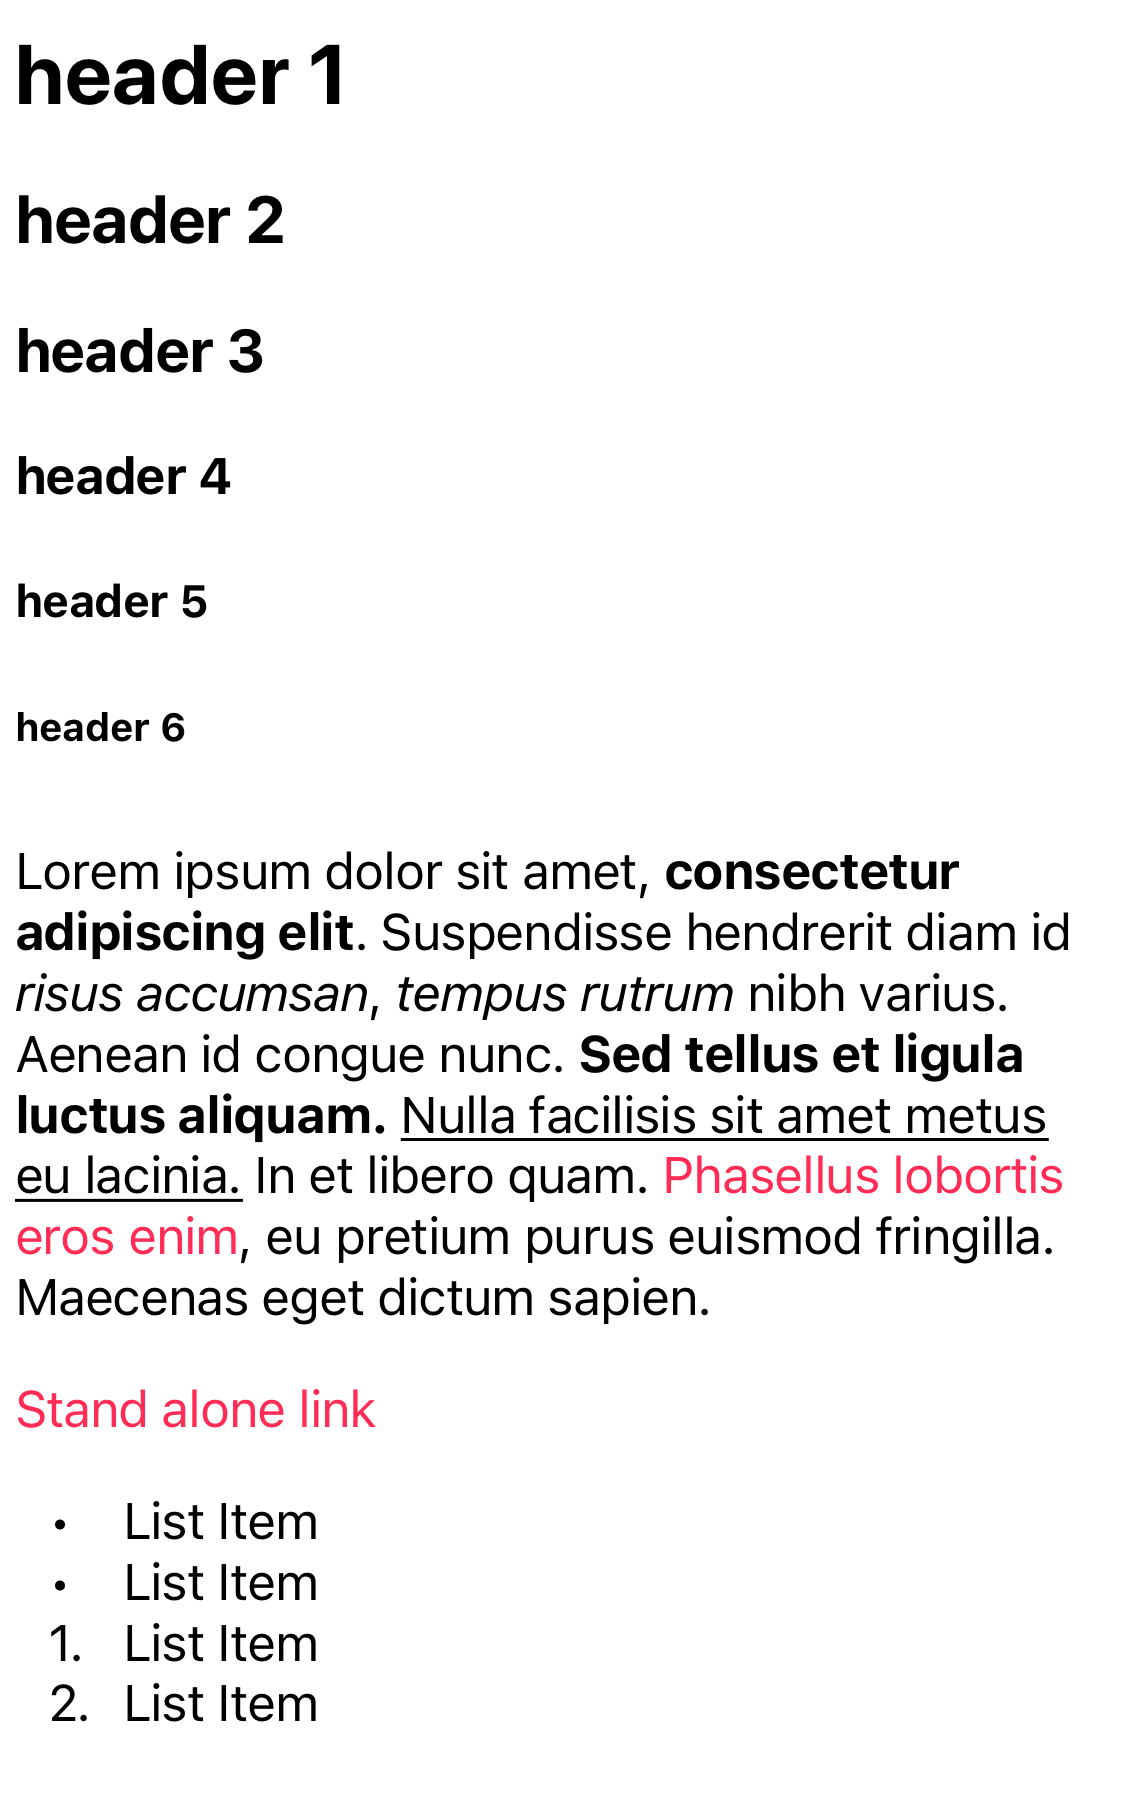 header 1
header 2
header 3
header 4
header 5
header 6
Lorem ipsum dolor sit amet, consectetur
adipiscing elit. Suspendisse hendrerit diam id
risus accumsan, tempus rutrum nibh varius.
Aenean id congue nunc. Sed tellus et ligula
luctus aliquam. Nulla facilisis sit amet metus
eu lacinia. In et libero quam. Phasellus lobortis
eros enim, eu pretium purus euismod fringilla.
Maecenas eget dictum sapien.
Stand alone link
• List Item
• List Item
1. List Item
2. List Item